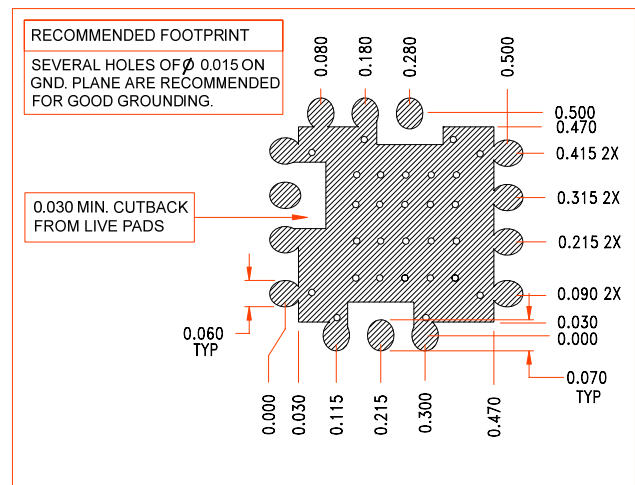 RECOMMENDED FOOTPRINT
SEVERAL HOLES OF Ø 0.015 ON
GND. PLANE ARE RECOMMENDED
FOR GOOD GROUNDING.
0.080
0.180
0.280
0.500
0.500
0.470
0.415 2X
0.315 2X
0.215 2X
0.090 2X
0.030
0.000
0.030 MIN. CUTBACK
FROM LIVE PADS
0.060
TYP
0.070
TYP
0.000
0.030
0.115
0.215
0.300
0.470